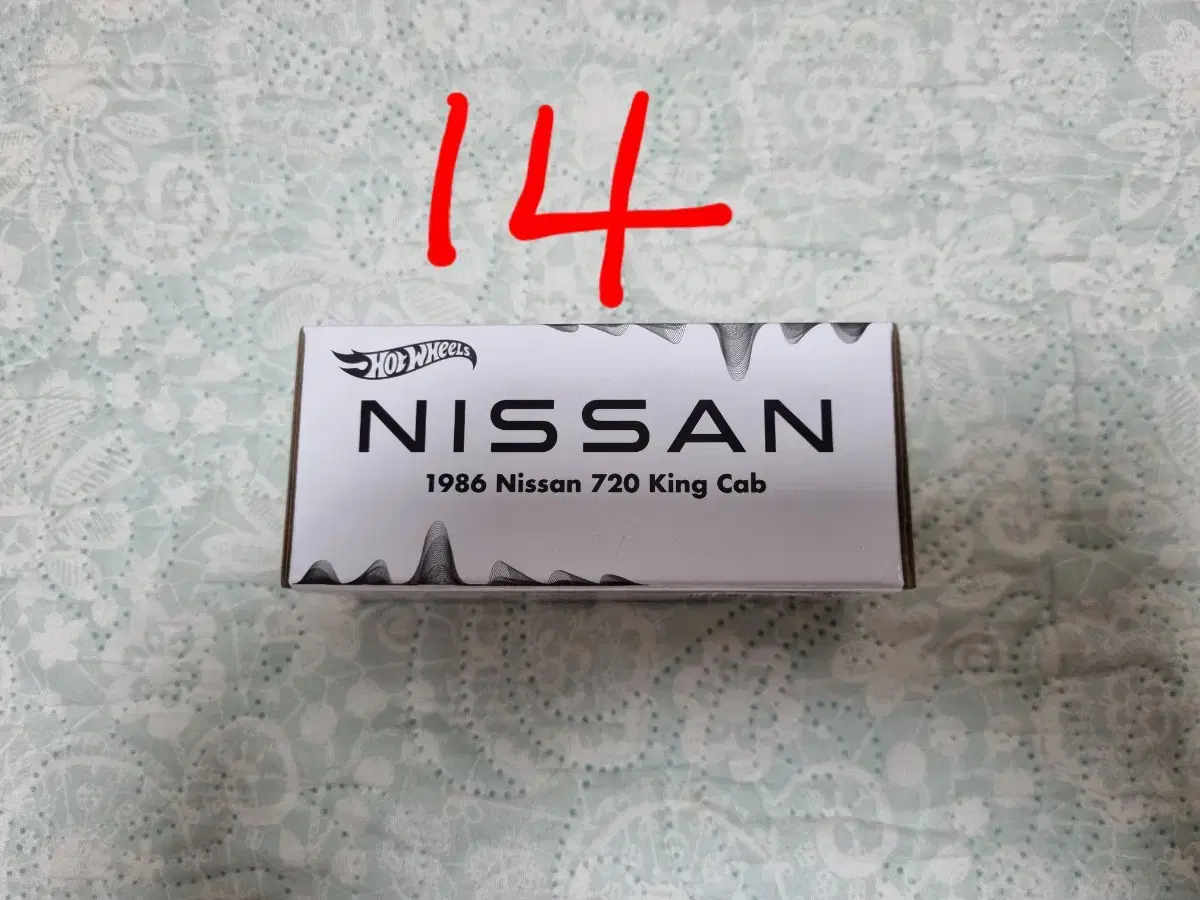 14
HOT WHEELS
NISSAN
1986 Nissan 720 King Cab